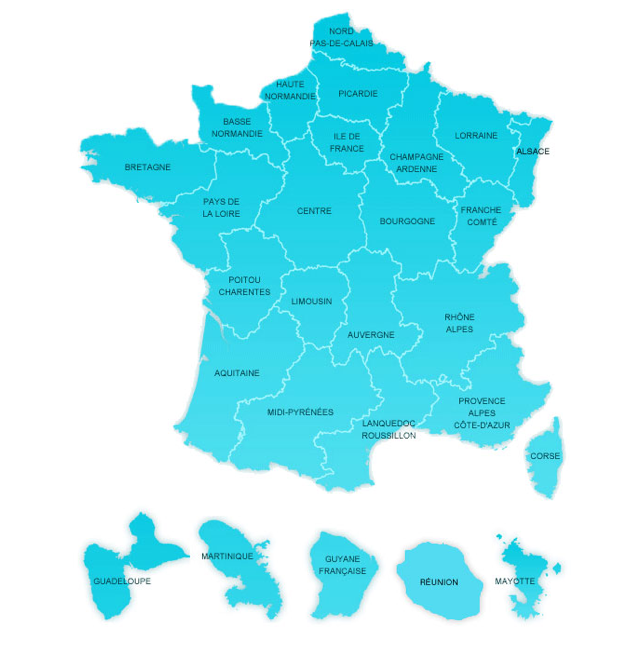 NORD
PAS-DE-CALAIS
HAUTE
NORMANDIE
PICARDIE
BASSE
NORMANDIE
ILE DE
FRANCE
LORRAINE
ALSACE
CHAMPAGNE
ARDENNE
BRETAGNE
PAYS DE
LA LOIRE
CENTRE
BOURGOGNE
FRANCHE
COMTÉ
POITOU
CHARENTES
LIMOUSIN
AUVERGNE
RHÔNE
ALPES
AQUITAINE
MIDI-PYRÉNÉES
LANQUEDOC
ROUSSILLON
PROVENCE
ALPES
CÔTE-D'AZUR
CORSE
GUADELOUPE
MARTINIQUE
GUYANE
FRANÇAISE
RÉUNION
MAYOTTE